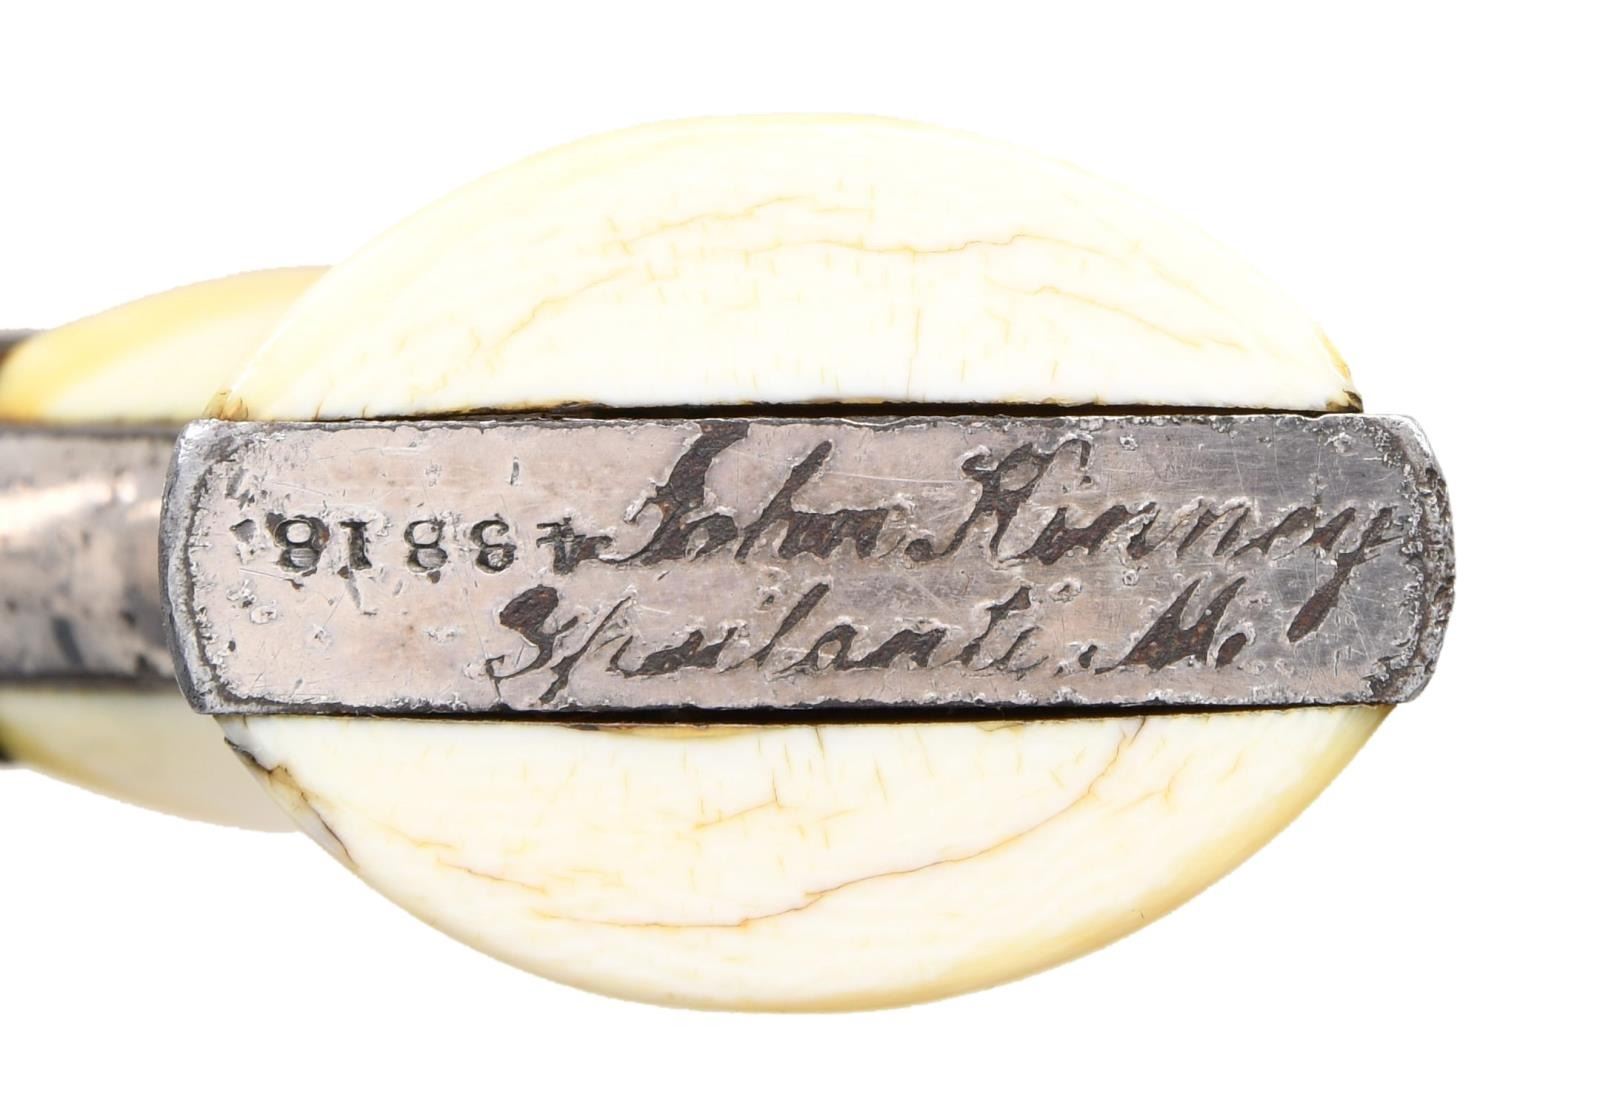 43818
John Kinney
Ypsilanti. M.